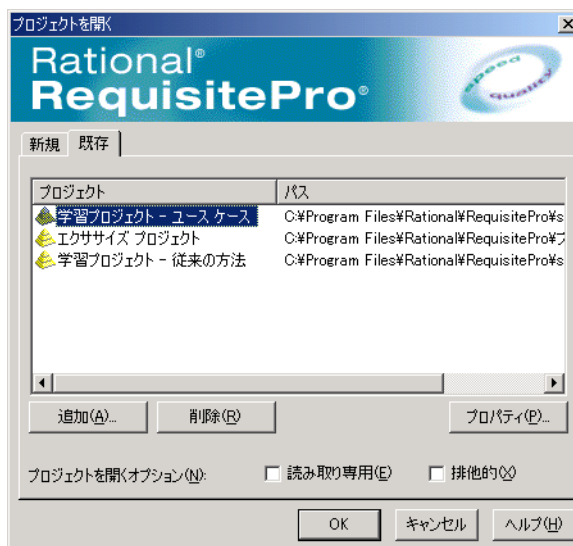 プロジェクトを開く
Rational®
RequisitePro®
speed
quality
新規 既存
プロジェクト パス
学習プロジェクト - ユース ケース C:¥Program Files¥Rational¥RequisitePro¥s
エクササイズ プロジェクト C:¥Program Files¥Rational¥RequisitePro¥プ
学習プロジェクト - 従来の方法 C:¥Program Files¥Rational¥RequisitePro¥s
追加(A)... 削除(R) プロパティ(P)...
プロジェクトを開くオプション(N): 読み取り専用(E) 排他的(X)
OK キャンセル ヘルプ(H)